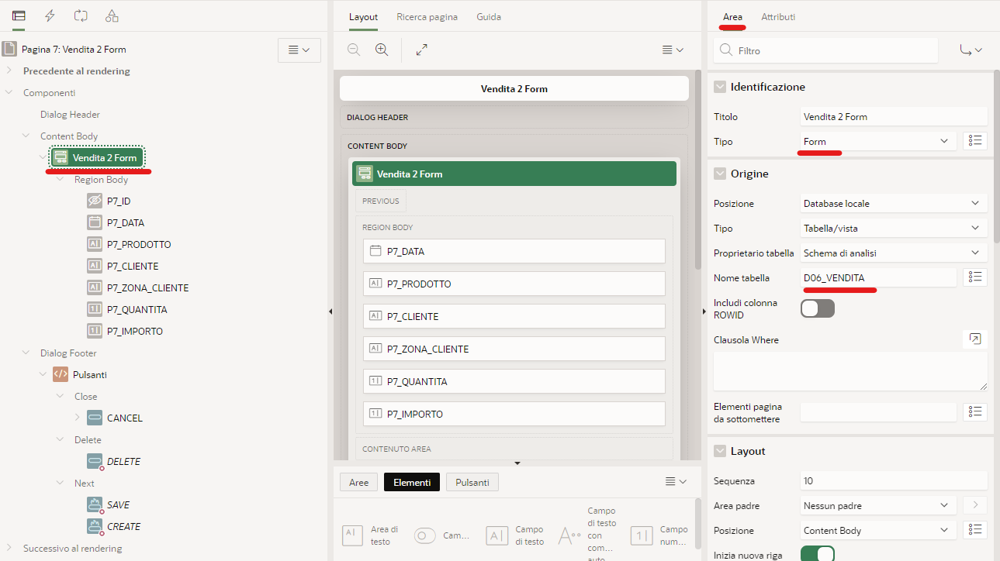 Pagina 7: Vendita 2 Form
Precedente al rendering
Componenti
Dialog Header
Content Body
Vendita 2 Form
Region Body
P7_ID
P7_DATA
P7_PRODOTTO
P7_CLIENTE
P7_ZONA_CLIENTE
P7_QUANTITA
P7_IMPORTO
Dialog Footer
Pulsanti
Close
CANCEL
Delete
DELETE
Next
SAVE
CREATE
Successivo al rendering
Layout
Ricerca pagina
Guida
Vendita 2 Form
DIALOG HEADER
CONTENT BODY
Vendita 2 Form
PREVIOUS
REGION BODY
P7_DATA
P7_PRODOTTO
P7_CLIENTE
P7_ZONA_CLIENTE
P7_QUANTITA
P7_IMPORTO
CONTENUTO AREA
Aree
Elementi
Pulsanti
Area di
testo
Cam...
Campo
di testo
Campo
di testo
con
com...
auto
Campo
num...
Area
Attributi
Filtro
Identificazione
Titolo
Vendita 2 Form
Tipo
Form
Origine
Posizione
Database locale
Tipo
Tabella/vista
Proprietario tabella
Schema di analisi
Nome tabella
D06_VENDITA
Includi colonna
ROWID
Clausola Where
Elementi pagina
da sottomettere
Layout
Sequenza
10
Area padre
Nessun padre
Posizione
Content Body
Inizia nuova riga